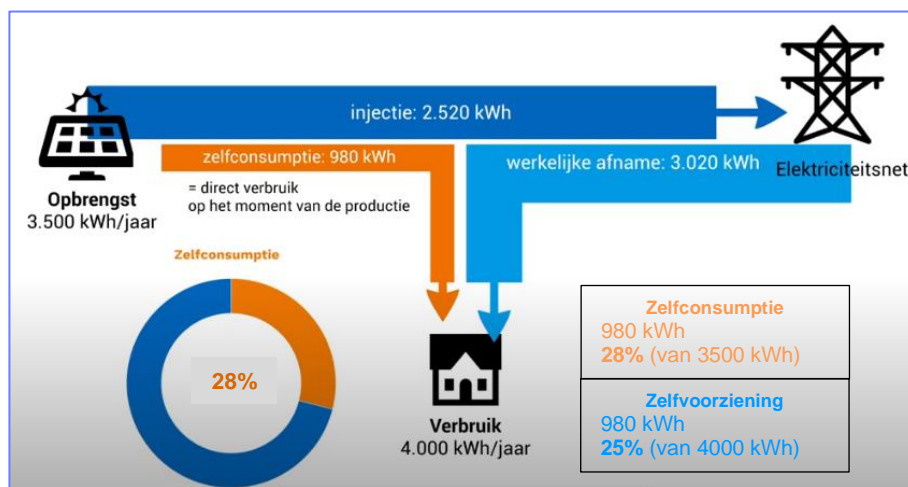 injectie: 2.520 kWh
zelfconsumptie: 980 kWh
werkelijke afname: 3.020 kWh
Elektriciteitsnet
Opbrengst
3.500 kWh/jaar
= direct verbruik
op het moment van de productie
Zelfconsumptie
28%
Verbruik
4.000 kWh/jaar
Zelfconsumptie
980 kWh
28% (van 3500 kWh)
Zelfvoorziening
980 kWh
25% (van 4000 kWh)